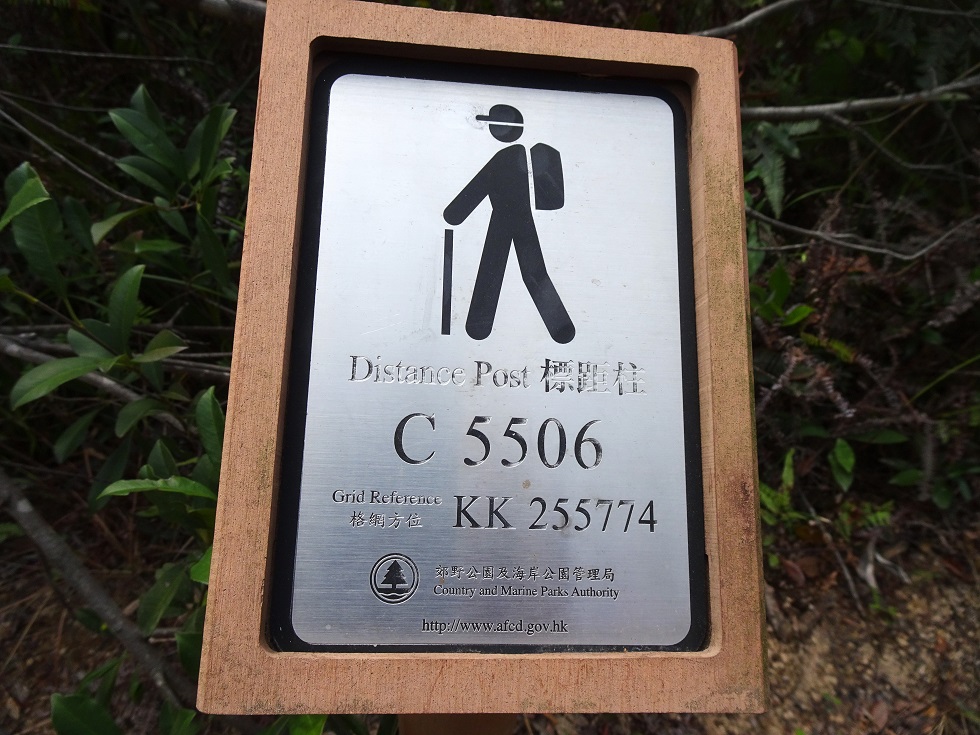 Distance Post 標距柱
C 5506
Grid Reference KK 255774
格網方位
郊野公園及海岸公園管理局
Country and Marine Parks Authority
http://www.afcd.gov.hk